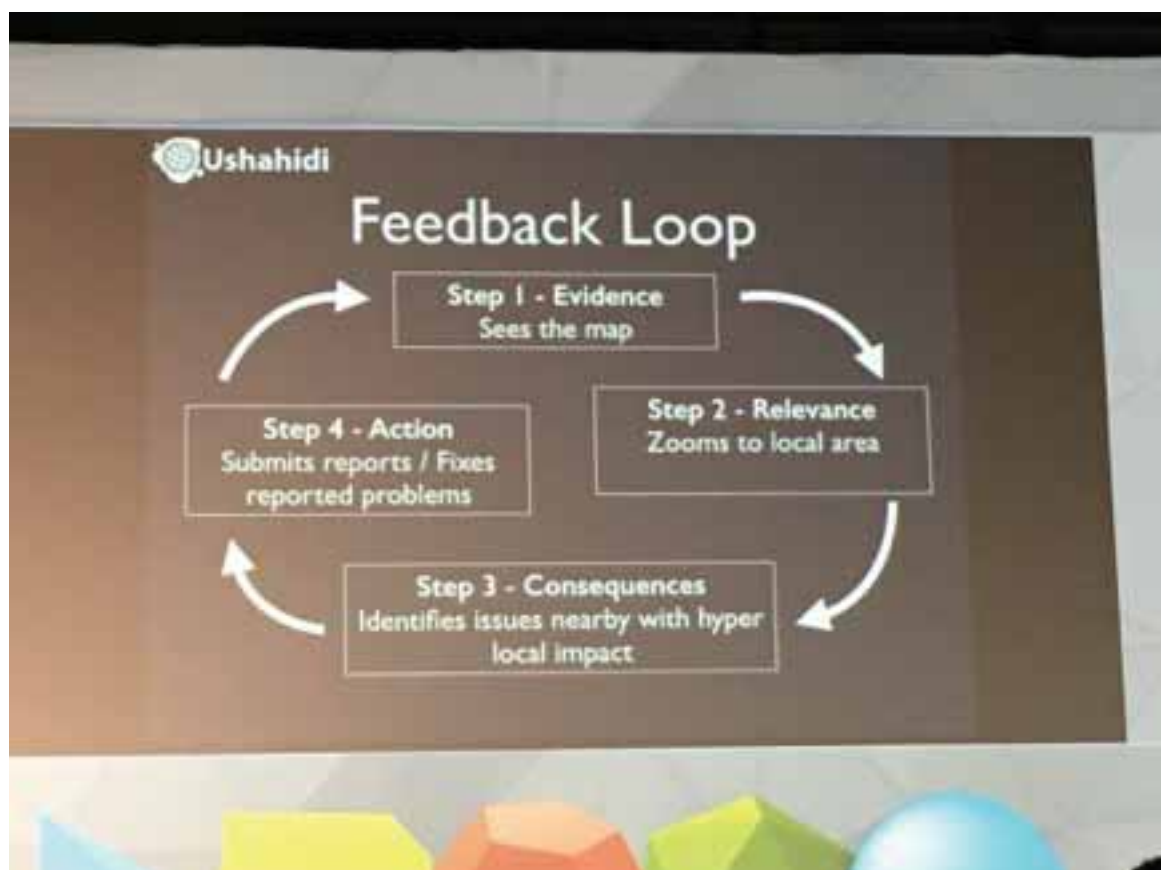 Ushahidi
Feedback Loop
Step 1 - Evidence
Sees the map
Step 2 - Relevance
Zooms to local area
Step 3 - Consequences
Identifies issues nearby with hyper
local impact
Step 4 - Action
Submits reports / Fixes
reported problems